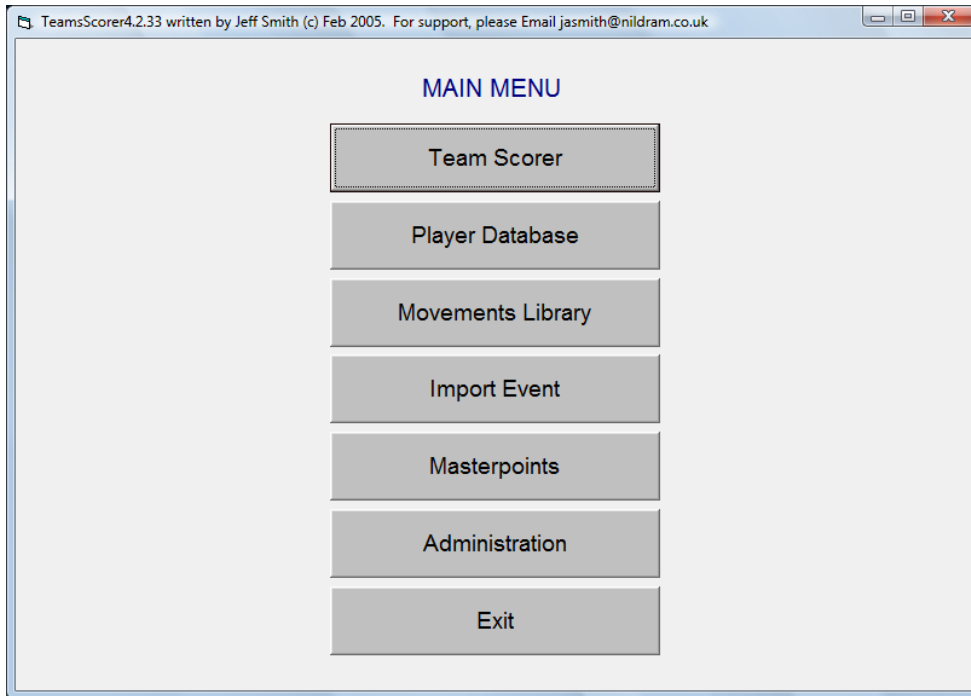 TeamsScorer4.2.33 written by Jeff Smith (c) Feb 2005.  For support, please Email jasmith@nildram.co.uk
MAIN MENU
Team Scorer
Player Database
Movements Library
Import Event
Masterpoints
Administration
Exit